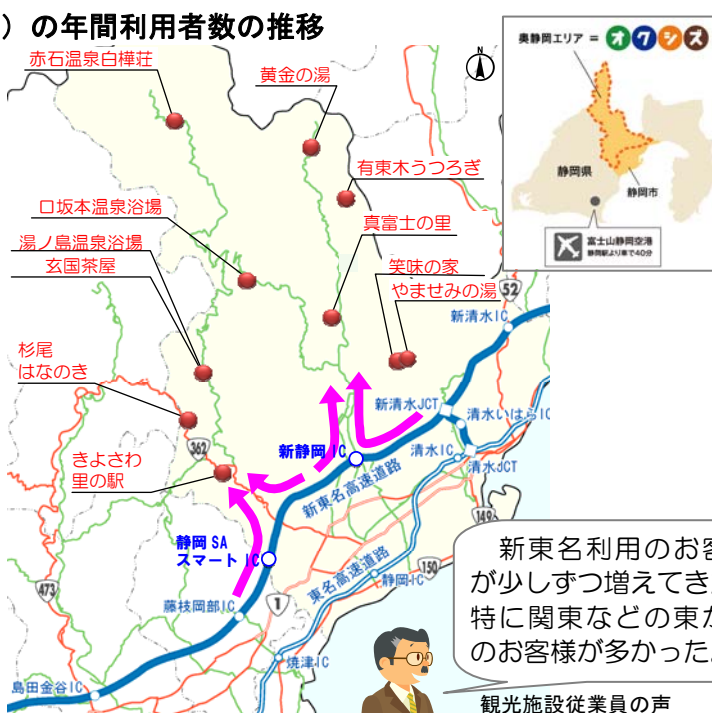 ）の年間利用者数の推移
赤石温泉白樺荘
黄金の湯
N
有東木うつろぎ
口坂本温泉浴場
真富士の里
湯ノ島温泉浴場
玄国茶屋
笑味の家
やませみの湯
52
新清水IC
杉尾
はなのき
新清水JCT
清水いはらIC
362
新静岡IC
清水IC
清水JCT
きよさわ
里の駅
新東名高速道路
149
静岡SA
スマートIC
東名高速道路
150
静岡IC
473
藤枝岡部IC
1
焼津IC
島田金谷IC
奥静岡エリア = オクシズ
静岡県
静岡市
富士山静岡空港
静岡駅より車で40分
新東名利用のお客
が少しずつ増えてき
特に関東などの東か
のお客様が多かった
観光施設従業員の声